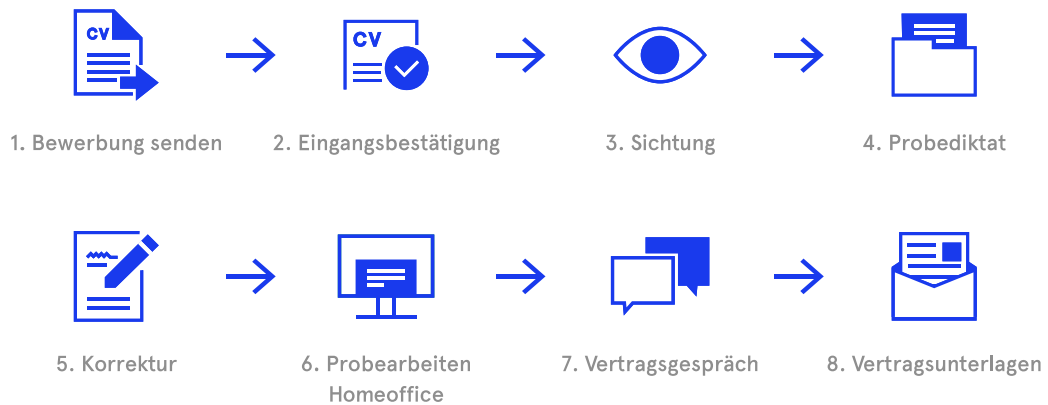 CV
CV
1. Bewerbung senden
2. Eingangsbestätigung
3. Sichtung
4. Probediktat
5. Korrektur
6. Probearbeiten
Homeoffice
7. Vertragsgespräch
8. Vertragsunterlagen